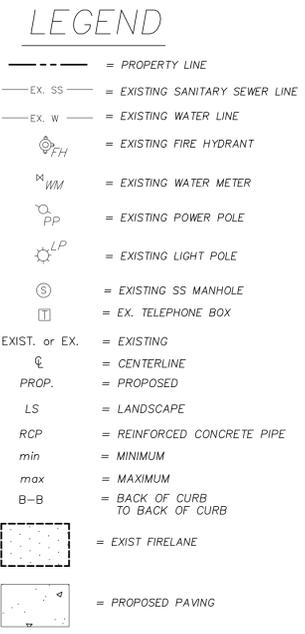 LEGEND
= PROPERTY LINE
EX. SS = EXISTING SANITARY SEWER LINE
EX. W = EXISTING WATER LINE
FH = EXISTING FIRE HYDRANT
WM = EXISTING WATER METER
PP = EXISTING POWER POLE
LP = EXISTING LIGHT POLE
S = EXISTING SS MANHOLE
T = EX. TELEPHONE BOX
EXIST. or EX. = EXISTING
℄ = CENTERLINE
PROP. = PROPOSED
LS = LANDSCAPE
RCP = REINFORCED CONCRETE PIPE
min = MINIMUM
max = MAXIMUM
B-B = BACK OF CURB
TO BACK OF CURB
= EXIST FIRELANE
= PROPOSED PAVING